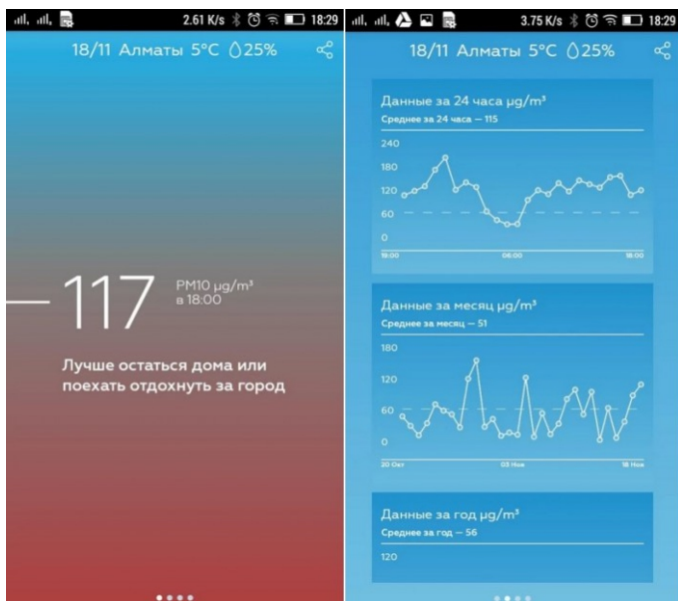 2.61 K/s 18:29
18/11 Алматы 5°C 25%
117
PM10 µg/m³
в 18:00
Лучше остаться дома или
поехать отдохнуть за город
3.75 K/s 18:29
18/11 Алматы 5°C 25%
Данные за 24 часа µg/m³
Среднее за 24 часа — 115
240
180
120
60
0
19:00 06:00 18:00
Данные за месяц µg/m³
Среднее за месяц — 51
180
120
60
0
20 Окт 03 Ноя 18 Ноя
Данные за год µg/m³
Среднее за год — 56
120